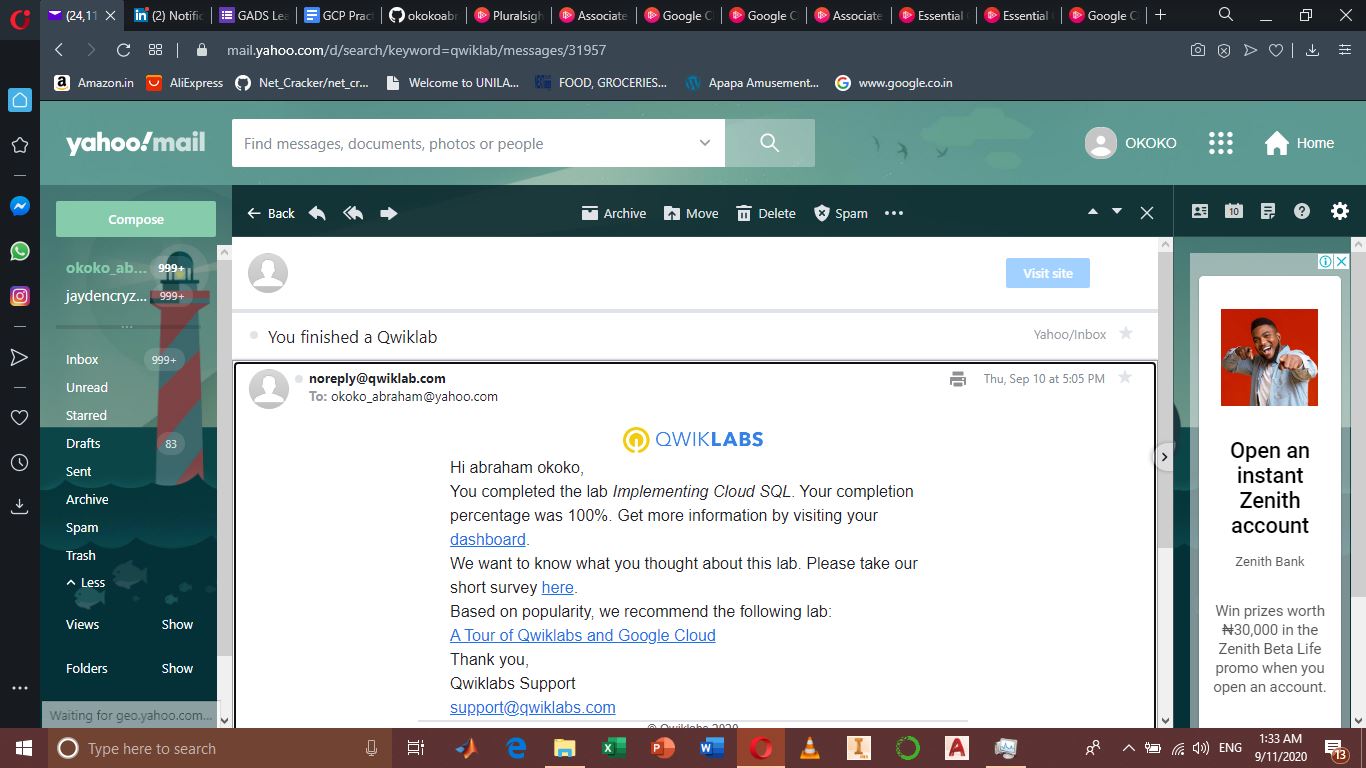 (24,11
(2) Notific
GADS Lea
GCP Pract
okokoabr
Pluralsigh
Associate
Google Cl
Google Cl
Associate
Essential
Essential
Google Cl
mail.yahoo.com/d/search/keyword=qwiklab/messages/31957
Amazon.in
AliExpress
Net_Cracker/net_cr...
Welcome to UNILA...
FOOD, GROCERIES...
Apapa Amusement...
www.google.co.in
yahoo!mail
Find messages, documents, photos or people
OKOKO
Home
Compose
Back
Archive
Move
Delete
Spam
10
okoko_ab... 999+
jaydencryz... 999+
Inbox 999+
Unread
Starred
Drafts 83
Sent
Archive
Spam
Trash
Less
Views Show
Folders Show
Waiting for geo.yahoo.com...
Visit site
You finished a Qwiklab
Yahoo/Inbox
noreply@qwiklab.com
Thu, Sep 10 at 5:05 PM
To: okoko_abraham@yahoo.com
QWIKLABS
Hi abraham okoko,
You completed the lab Implementing Cloud SQL. Your completion
percentage was 100%. Get more information by visiting your
dashboard.
We want to know what you thought about this lab. Please take our
short survey here.
Based on popularity, we recommend the following lab:
A Tour of Qwiklabs and Google Cloud
Thank you,
Qwiklabs Support
support@qwiklabs.com
© Qwiklabs 2020
Open an
instant
Zenith
account
Zenith Bank
Win prizes worth
₦30,000 in the
Zenith Beta Life
promo when you
open an account.
Type here to search
ENG
1:33 AM
9/11/2020
13